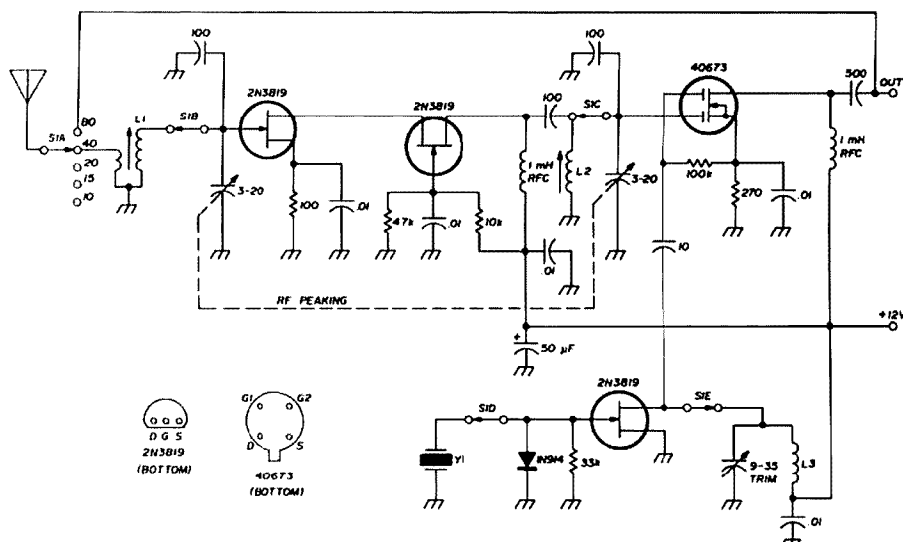 100
100
40673
500
OUT
2N3819
2N3819
80
S1A
40
20
15
10
L1
S1B
100
S1C
3-20
100
.01
47k
.01
10k
1 mH
RFC
L2
3-20
.01
100k
270
.01
1 mH
RFC
10
RF PEAKING
+12V
+
50 µF
2N3819
S1D
S1E
Y1
1N914
33k
9-35
TRIM
L3
.01
D G S
2N3819
(BOTTOM)
G1
G2
D
S
40673
(BOTTOM)